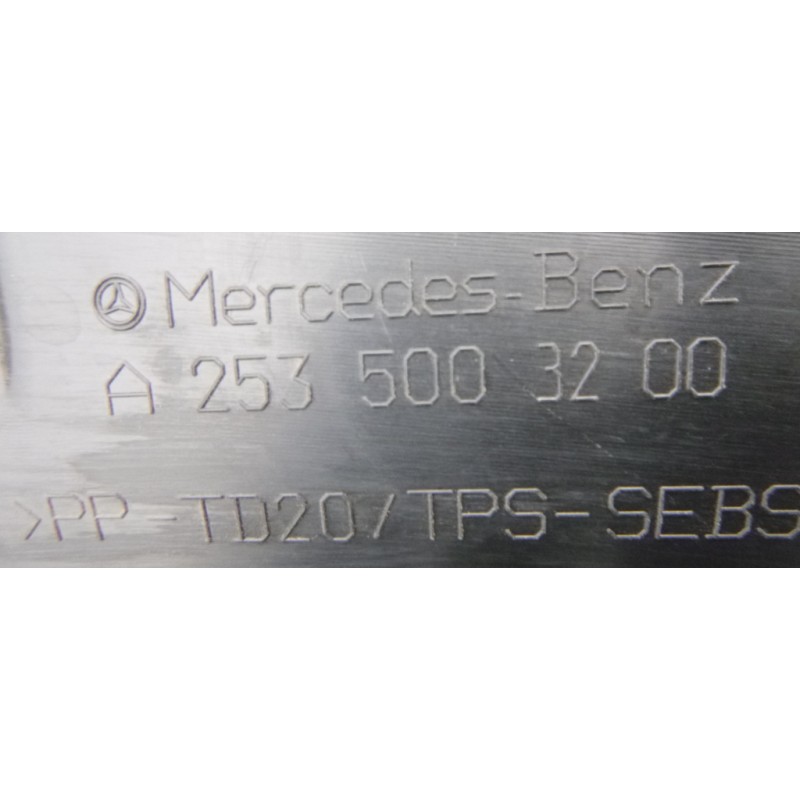 Mercedes-Benz
A 253 500 32 00
>PP-TD20/TPS-SEBS